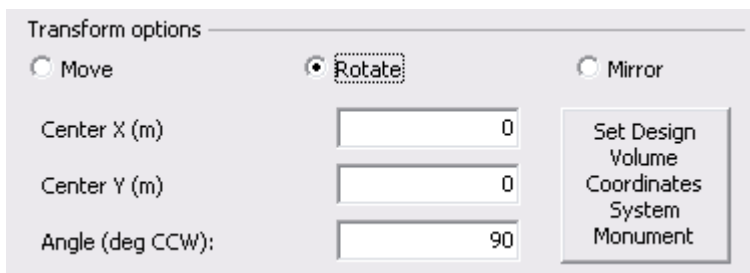 Transform options
Move Rotate Mirror
Center X (m) 0
Center Y (m) 0
Angle (deg CCW): 90
Set Design
Volume
Coordinates
System
Monument